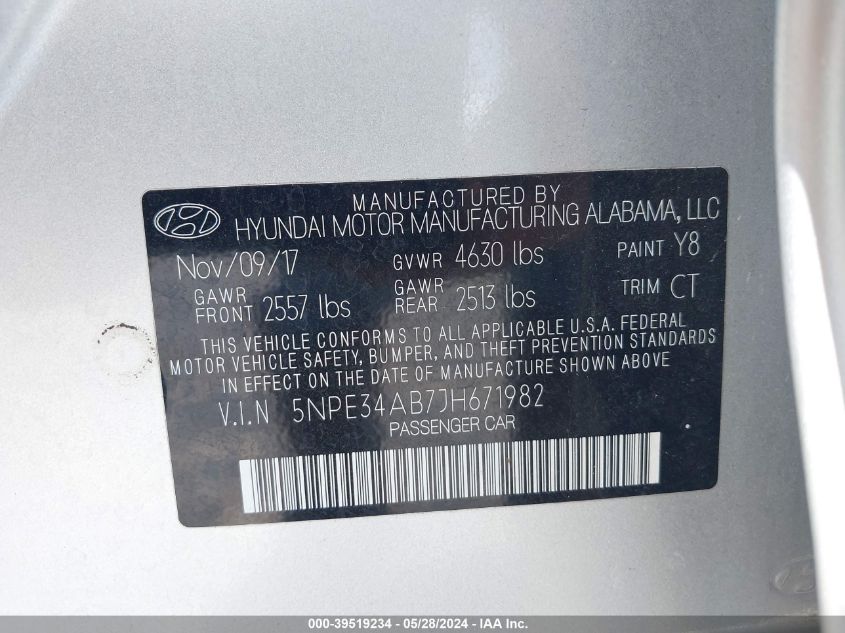 MANUFACTURED BY
HYUNDAI MOTOR MANUFACTURING ALABAMA, LLC
Nov/09/17 GVWR 4630 lbs PAINT Y8
GAWR FRONT 2557 lbs GAWR REAR 2513 lbs TRIM CT
THIS VEHICLE CONFORMS TO ALL APPLICABLE U.S.A. FEDERAL
MOTOR VEHICLE SAFETY, BUMPER, AND THEFT PREVENTION STANDARDS
IN EFFECT ON THE DATE OF MANUFACTURE SHOWN ABOVE
V.I.N 5NPE34AB7JH671982
PASSENGER CAR
000-39519234 - 05/28/2024 - IAA Inc.